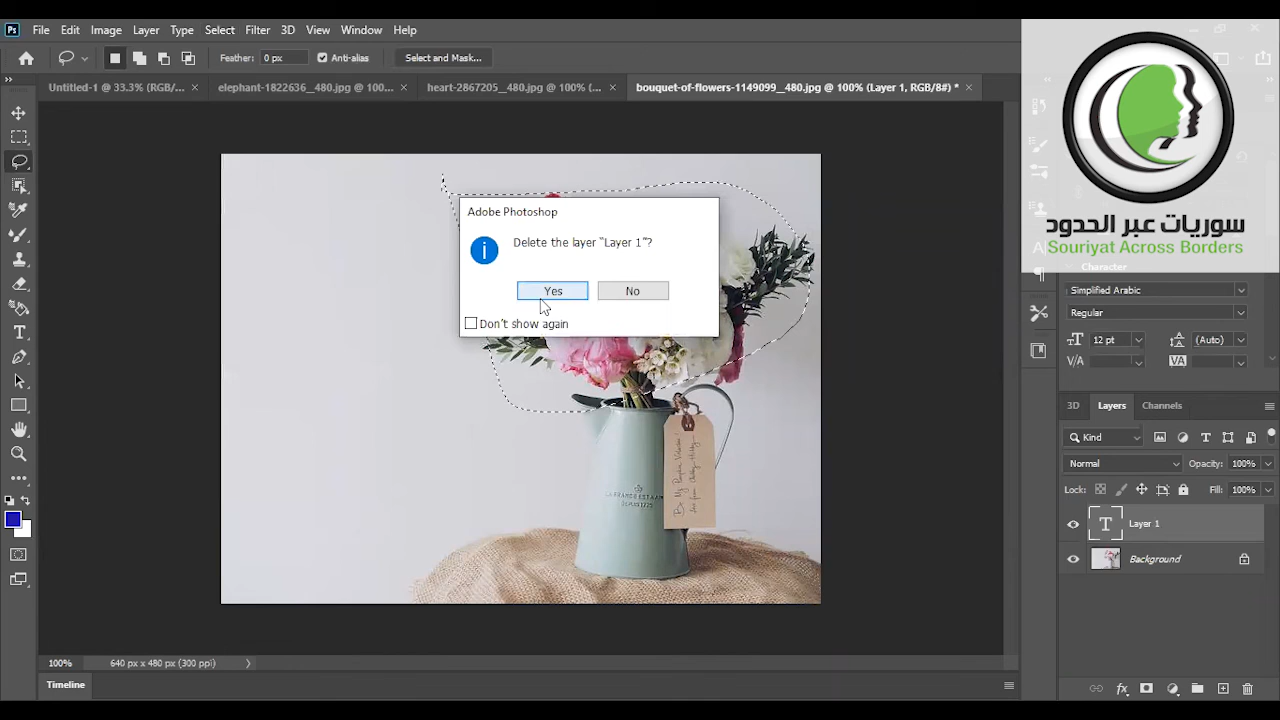 File Edit Image Layer Type Select Filter 3D View Window Help
Feather: 0 px Anti-alias Select and Mask...
Untitled-1 @ 33.3% (RGB/... × elephant-1822636__480.jpg @ 100... × heart-2867205__480.jpg @ 100% (... × bouquet-of-flowers-1149099__480.jpg @ 100% (Layer 1, RGB/8#) * ×
سوريات عبر الحدود
Souriyat Across Borders
Adobe Photoshop
Delete the layer "Layer 1"?
Yes No
Don't show again
Character
Simplified Arabic
Regular
12 pt (Auto)
V/A VA
3D Layers Channels
Kind
Normal Opacity: 100%
Lock: Fill: 100%
Layer 1
Background
100% 640 px x 480 px (300 ppi)
Timeline